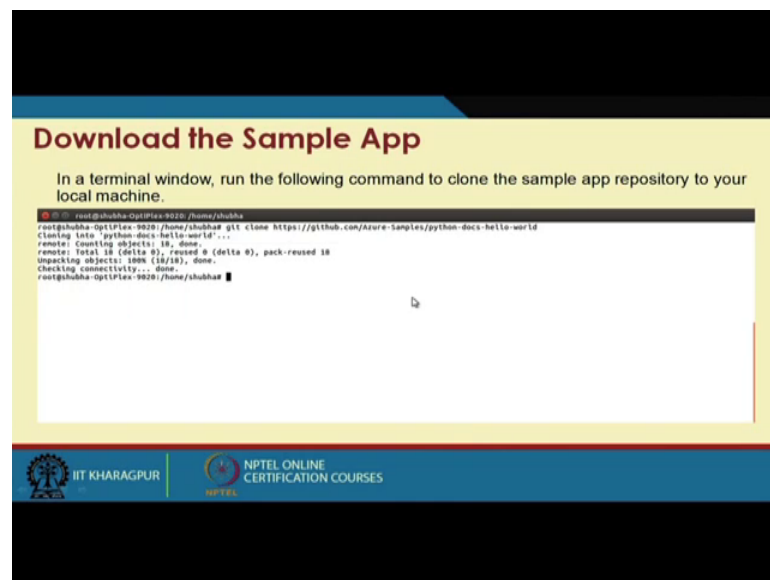 Download the Sample App
In a terminal window, run the following command to clone the sample app repository to your
local machine.
root@shubha-OptiPlex-9020: /home/shubha
root@shubha-OptiPlex-9020:/home/shubha# git clone https://github.com/Azure-Samples/python-docs-hello-world
Cloning into 'python-docs-hello-world'...
remote: Counting objects: 18, done.
remote: Total 18 (delta 0), reused 0 (delta 0), pack-reused 18
Unpacking objects: 100% (18/18), done.
Checking connectivity... done.
root@shubha-OptiPlex-9020:/home/shubha#
IIT KHARAGPUR
NPTEL
NPTEL ONLINE
CERTIFICATION COURSES